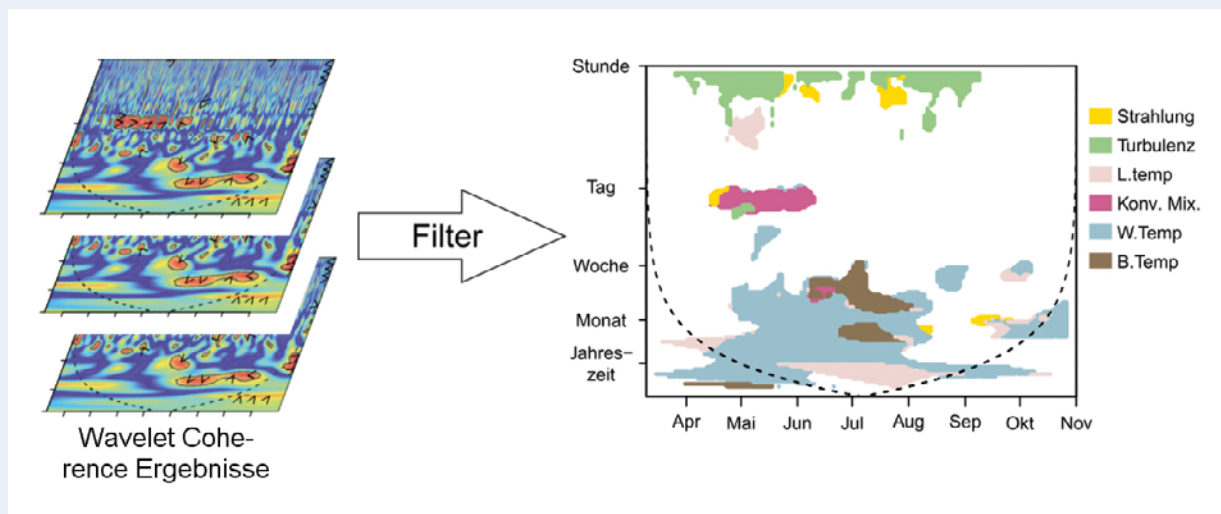 Wavelet Cohe-
rence Ergebnisse
Filter
Stunde
Tag
Woche
Monat
Jahres-
zeit
Apr Mai Jun Jul Aug Sep Okt Nov
Strahlung
Turbulenz
L.temp
Konv. Mix.
W.Temp
B.Temp